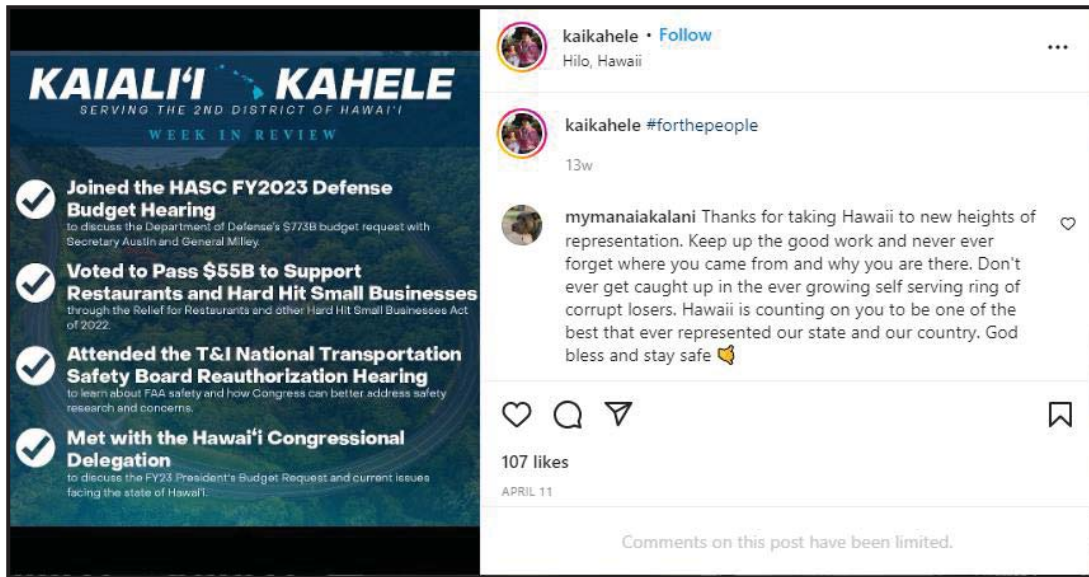 KAIALIʻI KAHELE
SERVING THE 2ND DISTRICT OF HAWAIʻI
WEEK IN REVIEW
Joined the HASC FY2023 Defense
Budget Hearing
to discuss the Department of Defense's $773B budget request with
Secretary Austin and General Milley.
Voted to Pass $55B to Support
Restaurants and Hard Hit Small Businesses
through the Relief for Restaurants and other Hard Hit Small Businesses Act
of 2022.
Attended the T&I National Transportation
Safety Board Reauthorization Hearing
to learn about FAA safety and how Congress can better address safety
research and concerns.
Met with the Hawaiʻi Congressional
Delegation
to discuss the FY23 President's Budget Request and current issues
facing the state of Hawaiʻi.
kaikahele • Follow
Hilo, Hawaii
kaikahele #forthepeople
13w
mymanaiakalani Thanks for taking Hawaii to new heights of
representation. Keep up the good work and never ever
forget where you came from and why you are there. Don't
ever get caught up in the ever growing self serving ring of
corrupt losers. Hawaii is counting on you to be one of the
best that ever represented our state and our country. God
bless and stay safe 🤙
107 likes
APRIL 11
Comments on this post have been limited.